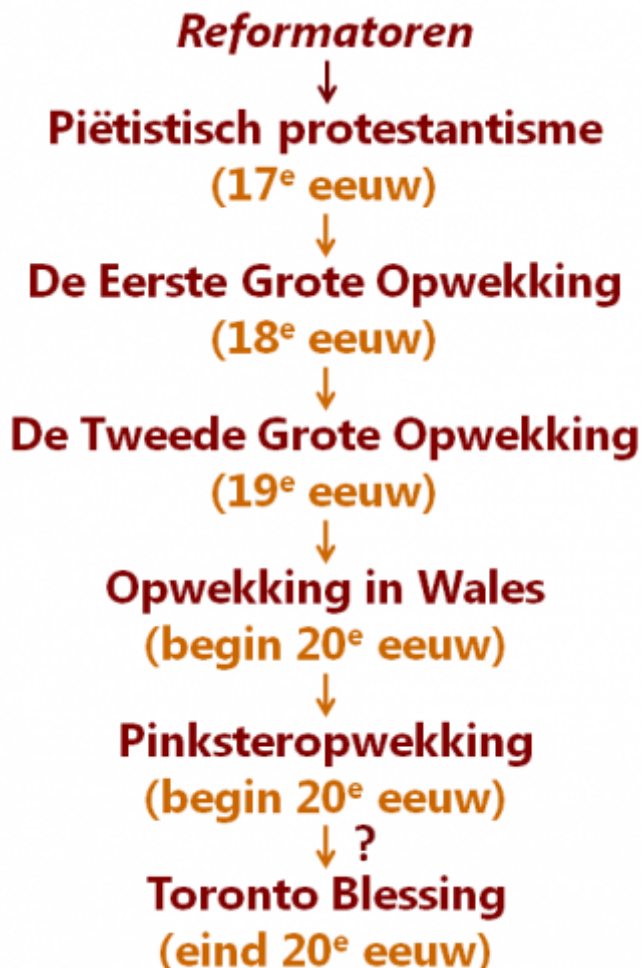 Reformatoren
Piëtistisch protestantisme
(17e eeuw)
De Eerste Grote Opwekking
(18e eeuw)
De Tweede Grote Opwekking
(19e eeuw)
Opwekking in Wales
(begin 20e eeuw)
Pinksteropwekking
(begin 20e eeuw)
?
Toronto Blessing
(eind 20e eeuw)